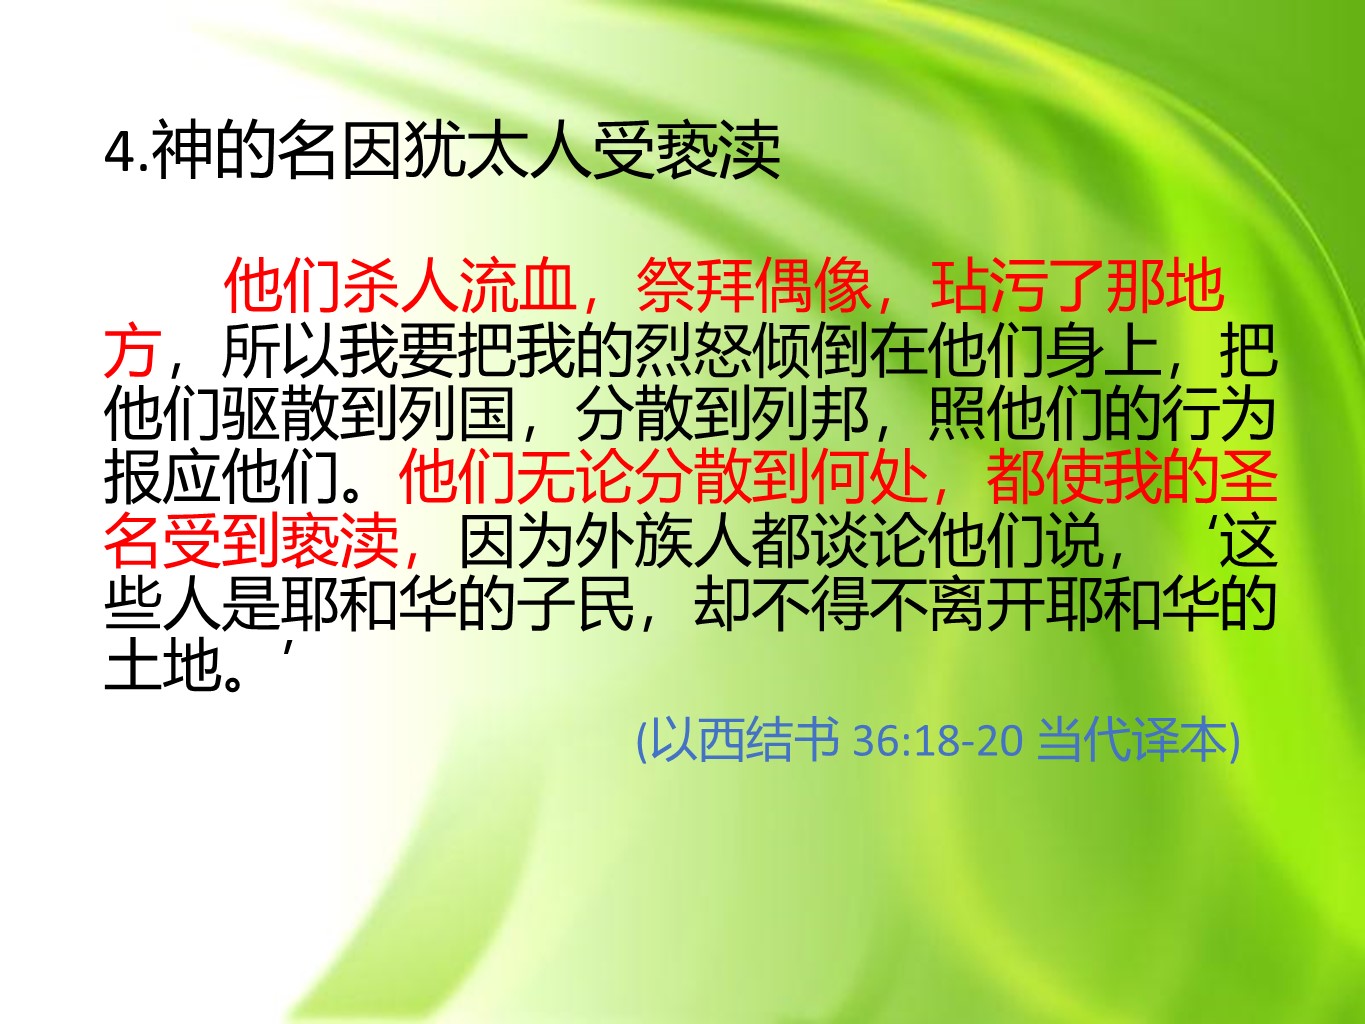 4.神的名因犹太人受亵渎
他们杀人流血，祭拜偶像，玷污了那地
方，所以我要把我的烈怒倾倒在他们身上，把
他们驱散到列国，分散到列邦，照他们的行为
报应他们。他们无论分散到何处，都使我的圣
名受到亵渎，因为外族人都谈论他们说，‘这
些人是耶和华的子民，却不得不离开耶和华的
土地。’
(以西结书 36:18-20 当代译本)